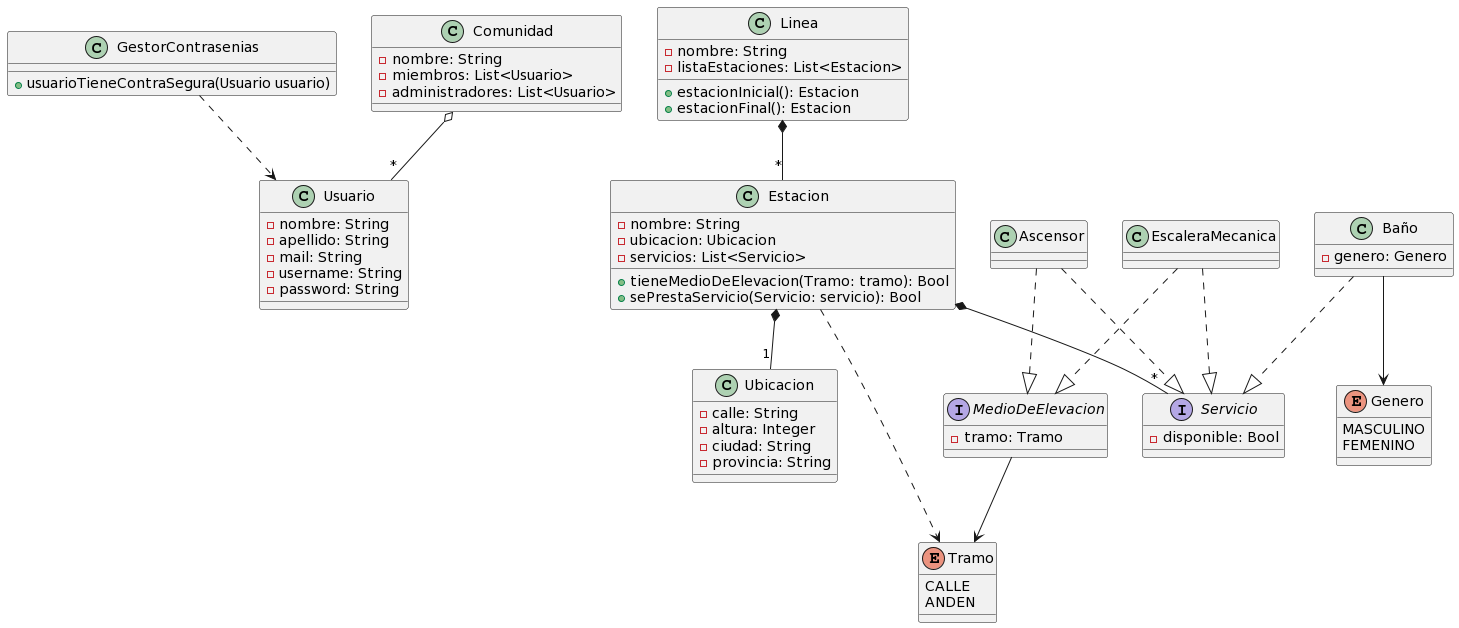 GestorContrasenias
usuarioTieneContraSegura(Usuario usuario)
Comunidad
nombre: String
miembros: List<Usuario>
administradores: List<Usuario>
Linea
nombre: String
listaEstaciones: List<Estacion>
estacionInicial(): Estacion
estacionFinal(): Estacion
*
*
Usuario
nombre: String
apellido: String
mail: String
username: String
password: String
Estacion
nombre: String
ubicacion: Ubicacion
servicios: List<Servicio>
tieneMedioDeElevacion(Tramo: tramo): Bool
sePrestaServicio(Servicio: servicio): Bool
Ascensor
EscaleraMecanica
Baño
genero: Genero
1
*
Ubicacion
calle: String
altura: Integer
ciudad: String
provincia: String
MedioDeElevacion
tramo: Tramo
Servicio
disponible: Bool
Genero
MASCULINO
FEMENINO
Tramo
CALLE
ANDEN